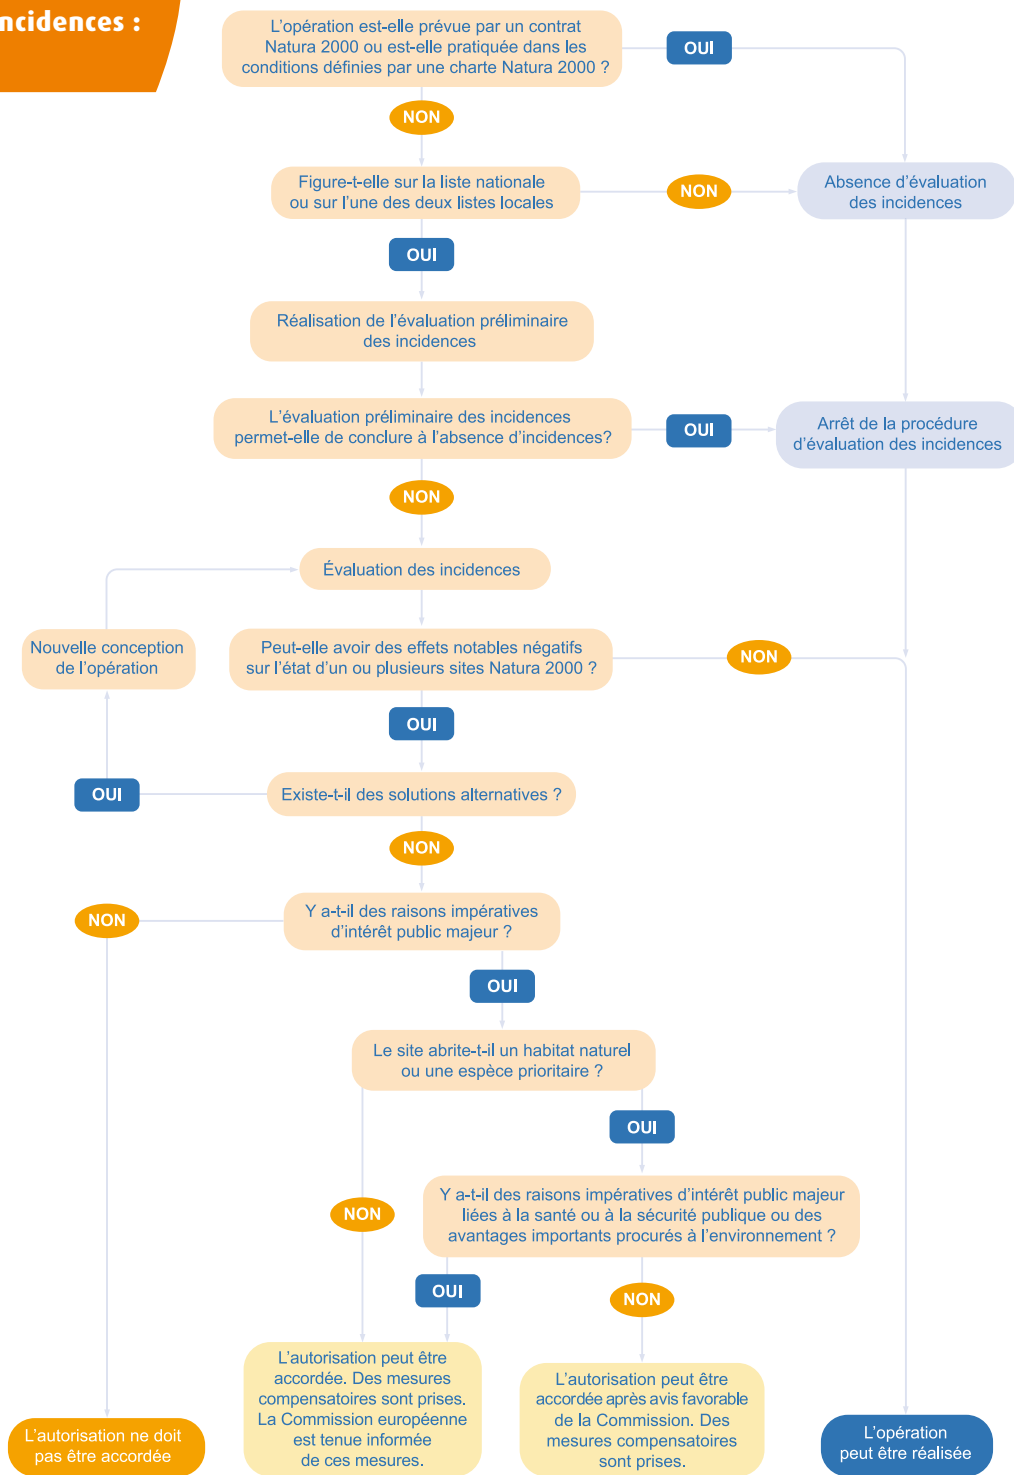 ncidences :
L'opération est-elle prévue par un contrat
Natura 2000 ou est-elle pratiquée dans les
conditions définies par une charte Natura 2000 ?
OUI
NON
Figure-t-elle sur la liste nationale
ou sur l'une des deux listes locales
NON
Absence d'évaluation
des incidences
OUI
Réalisation de l'évaluation préliminaire
des incidences
L'évaluation préliminaire des incidences
permet-elle de conclure à l'absence d'incidences?
OUI
Arrêt de la procédure
d'évaluation des incidences
NON
Évaluation des incidences
Nouvelle conception
de l'opération
Peut-elle avoir des effets notables négatifs
sur l'état d'un ou plusieurs sites Natura 2000 ?
NON
OUI
OUI
Existe-t-il des solutions alternatives ?
NON
NON
Y a-t-il des raisons impératives
d'intérêt public majeur ?
OUI
Le site abrite-t-il un habitat naturel
ou une espèce prioritaire ?
OUI
NON
Y a-t-il des raisons impératives d'intérêt public majeur
liées à la santé ou à la sécurité publique ou des
avantages importants procurés à l'environnement ?
OUI
NON
L'autorisation ne doit
pas être accordée
L'autorisation peut être
accordée. Des mesures
compensatoires sont prises.
La Commission européenne
est tenue informée
de ces mesures.
L'autorisation peut être
accordée après avis favorable
de la Commission. Des
mesures compensatoires
sont prises.
L'opération
peut être réalisée